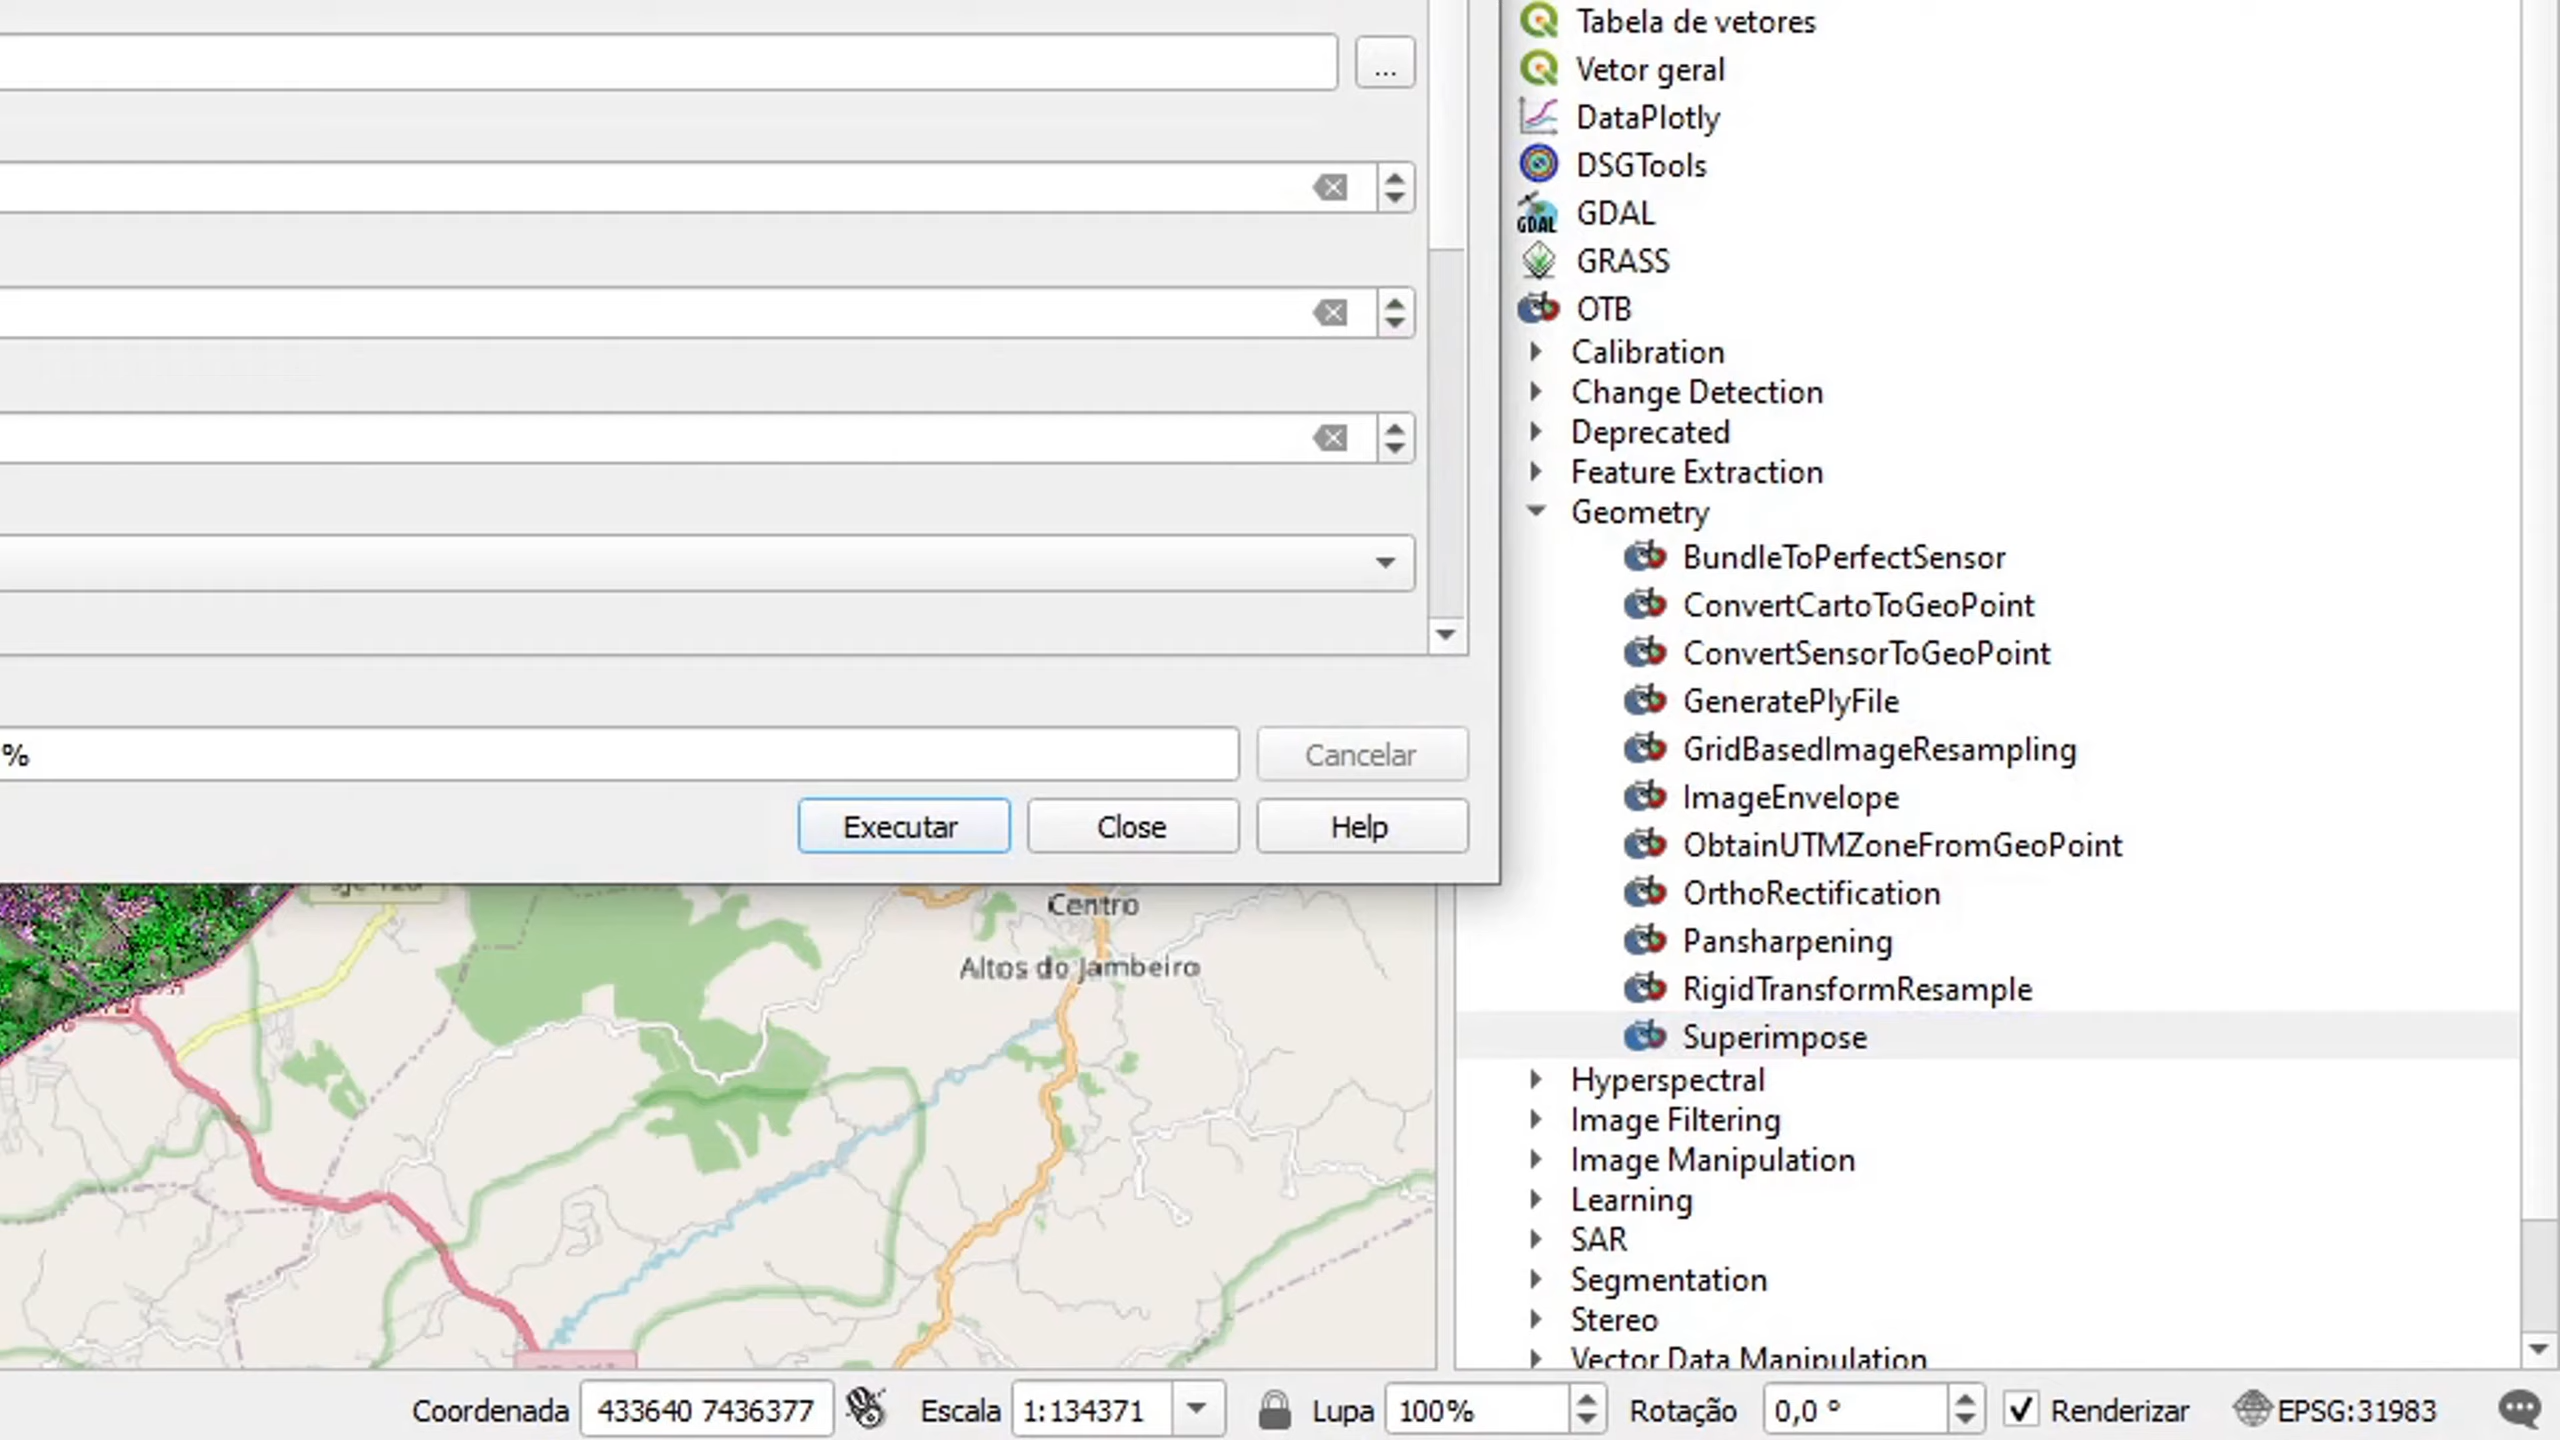 ...
%
Cancelar
Executar
Close
Help
Centro
Altos do Jambeiro
Tabela de vetores
Vetor geral
DataPlotly
DSGTools
GDAL
GDAL
GRASS
OTB
Calibration
Change Detection
Deprecated
Feature Extraction
Geometry
BundleToPerfectSensor
ConvertCartoToGeoPoint
ConvertSensorToGeoPoint
GeneratePlyFile
GridBasedImageResampling
ImageEnvelope
ObtainUTMZoneFromGeoPoint
OrthoRectification
Pansharpening
RigidTransformResample
Superimpose
Hyperspectral
Image Filtering
Image Manipulation
Learning
SAR
Segmentation
Stereo
Vector Data Manipulation
Coordenada 433640 7436377 Escala 1:134371 Lupa 100% Rotação 0,0 ° Renderizar EPSG:31983